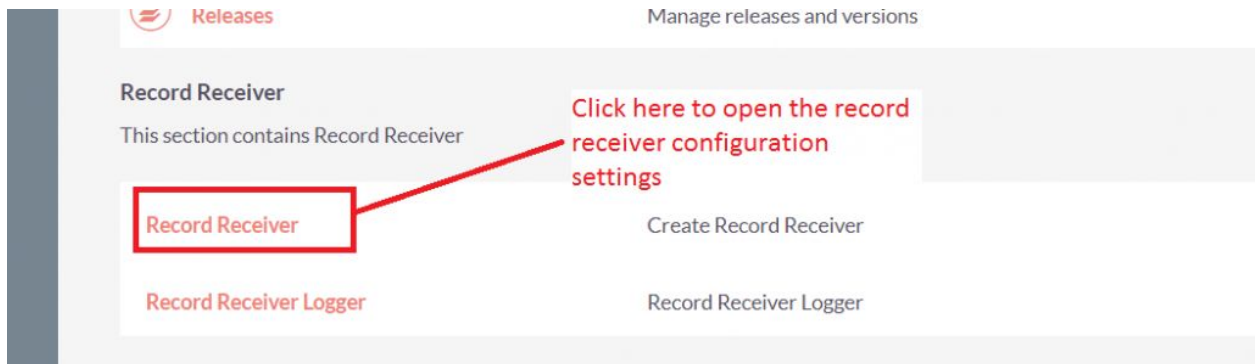 Releases Manage releases and versions
Record Receiver
This section contains Record Receiver
Click here to open the record
receiver configuration
settings
Record Receiver Create Record Receiver
Record Receiver Logger Record Receiver Logger